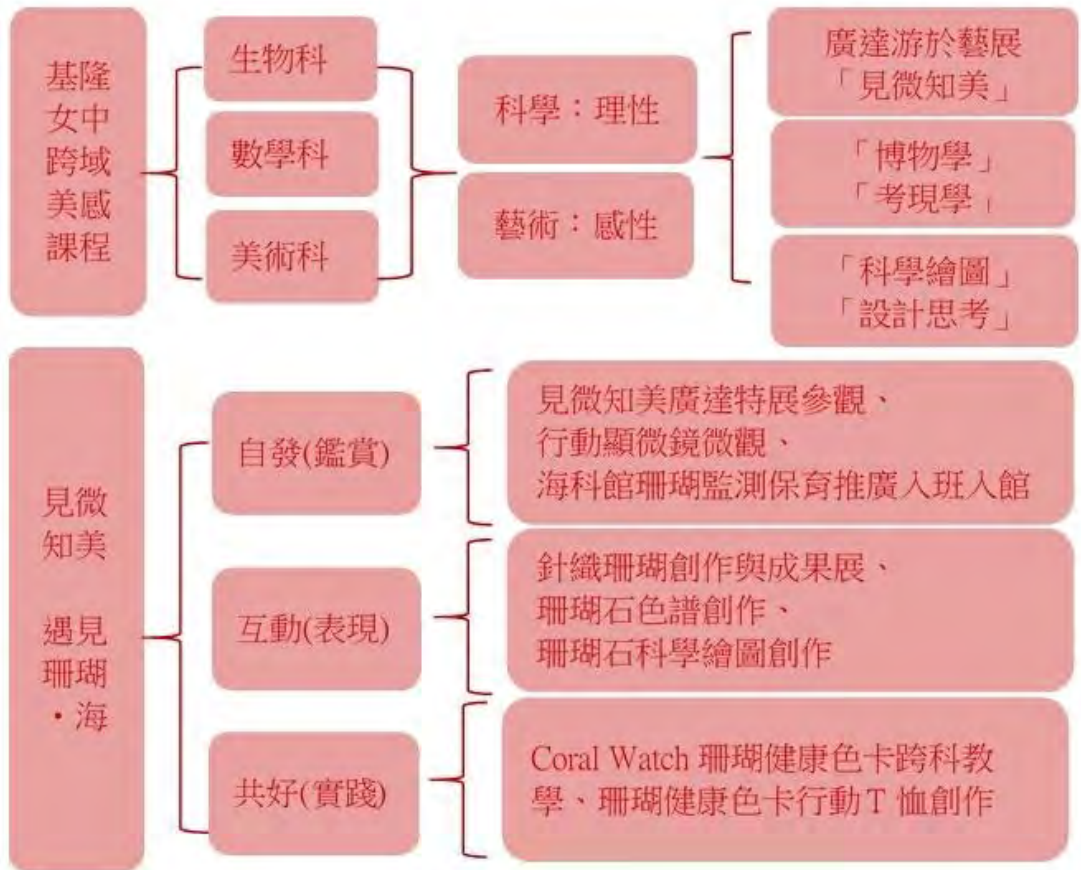 基隆
女中
跨域
美感
課程
生物科
數學科
美術科
科學：理性
藝術：感性
廣達游於藝展
「見微知美」
「博物學」
「考現學」
「科學繪圖」
「設計思考」
見微
知美
遇見
珊瑚
・海
自發(鑑賞)
見微知美廣達特展參觀、
行動顯微鏡微觀、
海科館珊瑚監測保育推廣入班入館
互動(表現)
針織珊瑚創作與成果展、
珊瑚石色譜創作、
珊瑚石科學繪圖創作
共好(實踐)
Coral Watch 珊瑚健康色卡跨科教
學、珊瑚健康色卡行動T恤創作